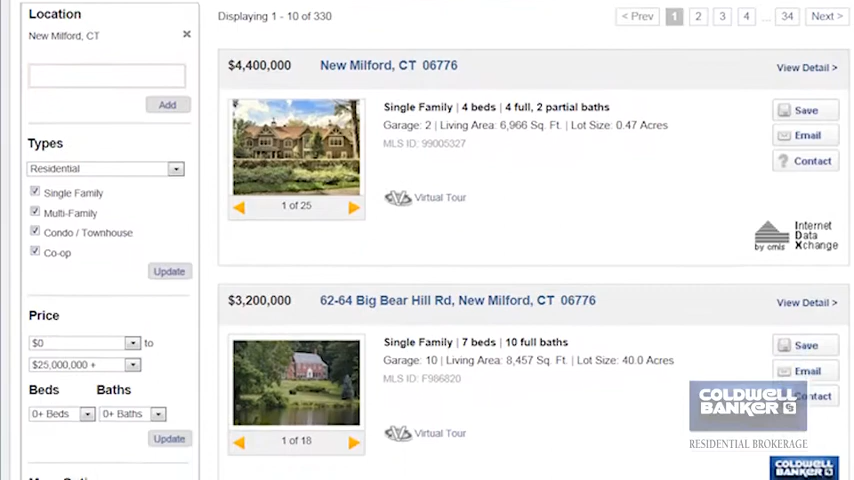 Location
New Milford, CT
Add
Types
Residential
Single Family
Multi-Family
Condo / Townhouse
Co-op
Update
Price
$0 to
$25,000,000 +
Beds Baths
0+ Beds 0+ Baths
Update
Displaying 1 - 10 of 330
< Prev 1 2 3 4 ... 34 Next >
$4,400,000 New Milford, CT 06776 View Detail >
Single Family | 4 beds | 4 full, 2 partial baths
Garage: 2 | Living Area: 6,966 Sq. Ft. | Lot Size: 0.47 Acres
MLS ID: 99005327
Virtual Tour
1 of 25
Save
Email
Contact
Internet
Data
Xchange
by cmls
$3,200,000 62-64 Big Bear Hill Rd, New Milford, CT 06776 View Detail >
Single Family | 7 beds | 10 full baths
Garage: 10 | Living Area: 8,457 Sq. Ft. | Lot Size: 40.0 Acres
MLS ID: F986820
Virtual Tour
1 of 18
Save
Email
Contact
COLDWELL
BANKER
RESIDENTIAL BROKERAGE
COLDWELL
BANKER